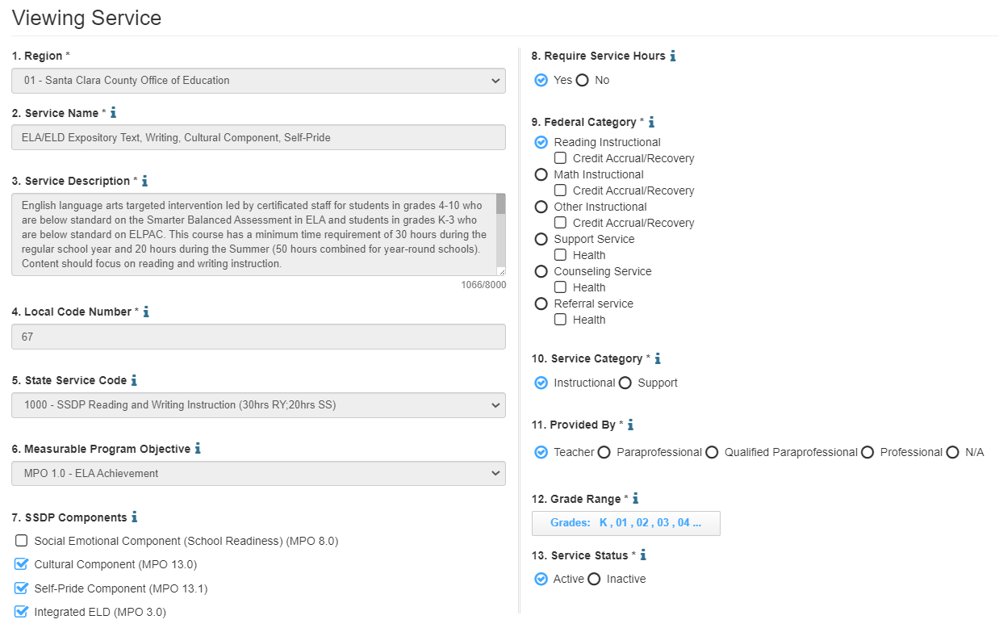 Viewing Service
1. Region *
01 - Santa Clara County Office of Education
2. Service Name *
ELA/ELD Expository Text, Writing, Cultural Component, Self-Pride
3. Service Description *
English language arts targeted intervention led by certificated staff for students in grades 4-10 who
are below standard on the Smarter Balanced Assessment in ELA and students in grades K-3 who
are below standard on ELPAC. This course has a minimum time requirement of 30 hours during the
regular school year and 20 hours during the Summer (50 hours combined for year-round schools).
Content should focus on reading and writing instruction.
1066/8000
4. Local Code Number *
67
5. State Service Code
1000 - SSDP Reading and Writing Instruction (30hrs RY;20hrs SS)
6. Measurable Program Objective
MPO 1.0 - ELA Achievement
7. SSDP Components
Social Emotional Component (School Readiness) (MPO 8.0)
Cultural Component (MPO 13.0)
Self-Pride Component (MPO 13.1)
Integrated ELD (MPO 3.0)
8. Require Service Hours
Yes No
9. Federal Category *
Reading Instructional
Credit Accrual/Recovery
Math Instructional
Credit Accrual/Recovery
Other Instructional
Credit Accrual/Recovery
Support Service
Health
Counseling Service
Health
Referral service
Health
10. Service Category *
Instructional Support
11. Provided By *
Teacher Paraprofessional Qualified Paraprofessional Professional N/A
12. Grade Range *
Grades: K , 01 , 02 , 03 , 04 ...
13. Service Status *
Active Inactive